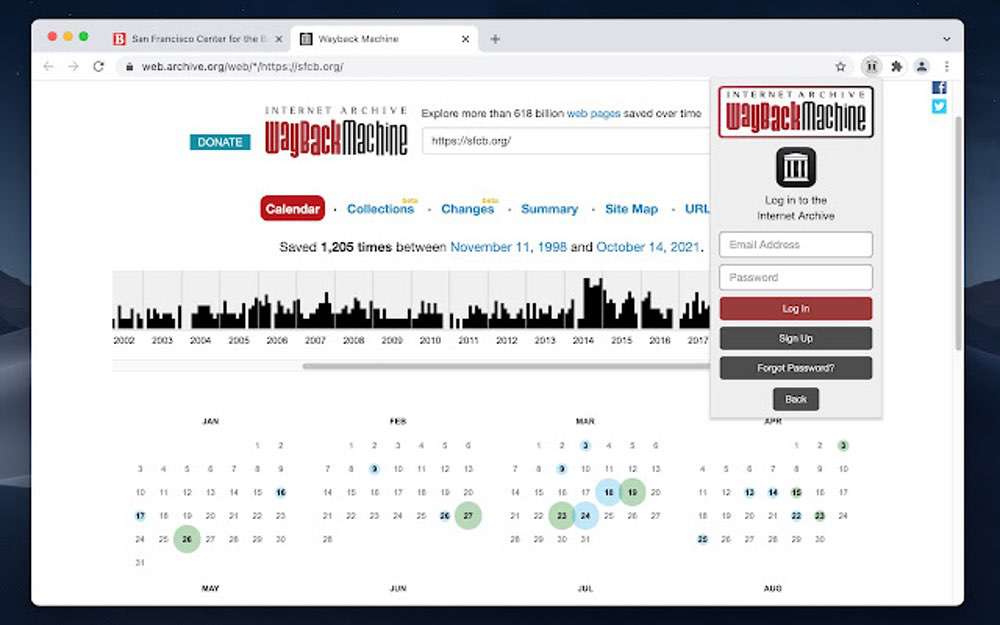 San Francisco Center for the B
Wayback Machine
web.archive.org/web/*/https://sfcb.org/
INTERNET ARCHIVE
WayBackMachine
DONATE
Explore more than 618 billion web pages saved over time
https://sfcb.org/
Calendar · Collections beta · Changes beta · Summary · Site Map · URL
Saved 1,205 times between November 11, 1998 and October 14, 2021.
2002 2003 2004 2005 2006 2007 2008 2009 2010 2011 2012 2013 2014 2015 2016 2017
INTERNET ARCHIVE
WayBackMachine
Log in to the
Internet Archive
Email Address
Password
Log In
Sign Up
Forgot Password?
Back
JAN
1 2
3 4 5 6 7 8 9
10 11 12 13 14 15 16
17 18 19 20 21 22 23
24 25 26 27 28 29 30
31
FEB
1 2 3 4 5 6
7 8 9 10 11 12 13
14 15 16 17 18 19 20
21 22 23 24 25 26 27
28
MAR
1 2 3 4 5 6
7 8 9 10 11 12 13
14 15 16 17 18 19 20
21 22 23 24 25 26 27
28 29 30 31
APR
1 2 3
4 5 6 7 8 9 10
11 12 13 14 15 16 17
18 19 20 21 22 23 24
25 26 27 28 29 30
MAY JUN JUL AUG